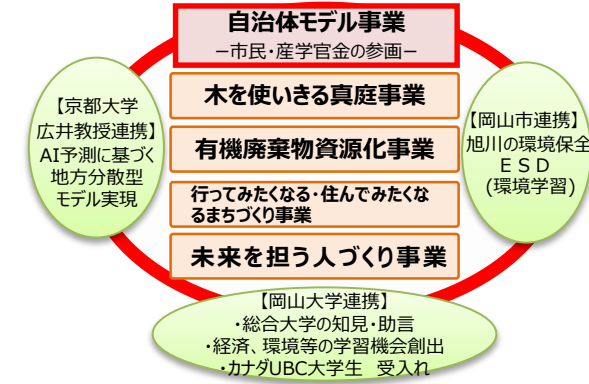 自治体モデル事業
－市民・産学官金の参画－
木を使いきる真庭事業
有機廃棄物資源化事業
行ってみたくなる・住んでみたくな
るまちづくり事業
未来を担う人づくり事業
【京都大学
広井教授連携】
AI予測に基づく
地方分散型
モデル実現
【岡山市連携】
旭川の環境保全
ＥＳＤ
(環境学習)
【岡山大学連携】
・総合大学の知見・助言
・経済、環境等の学習機会創出
・カナダUBC大学生　受入れ